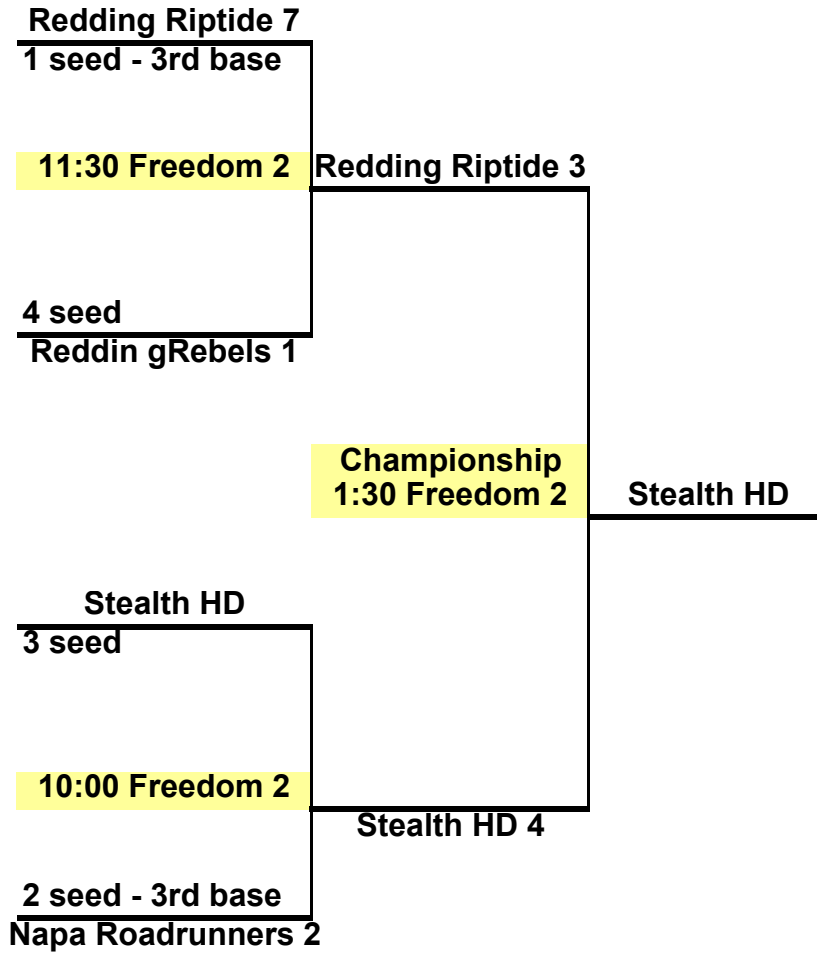 Redding Riptide 7
1 seed - 3rd base
11:30 Freedom 2
Redding Riptide 3
4 seed
Reddin gRebels 1
Championship
1:30 Freedom 2
Stealth HD
Stealth HD
3 seed
10:00 Freedom 2
Stealth HD 4
2 seed - 3rd base
Napa Roadrunners 2